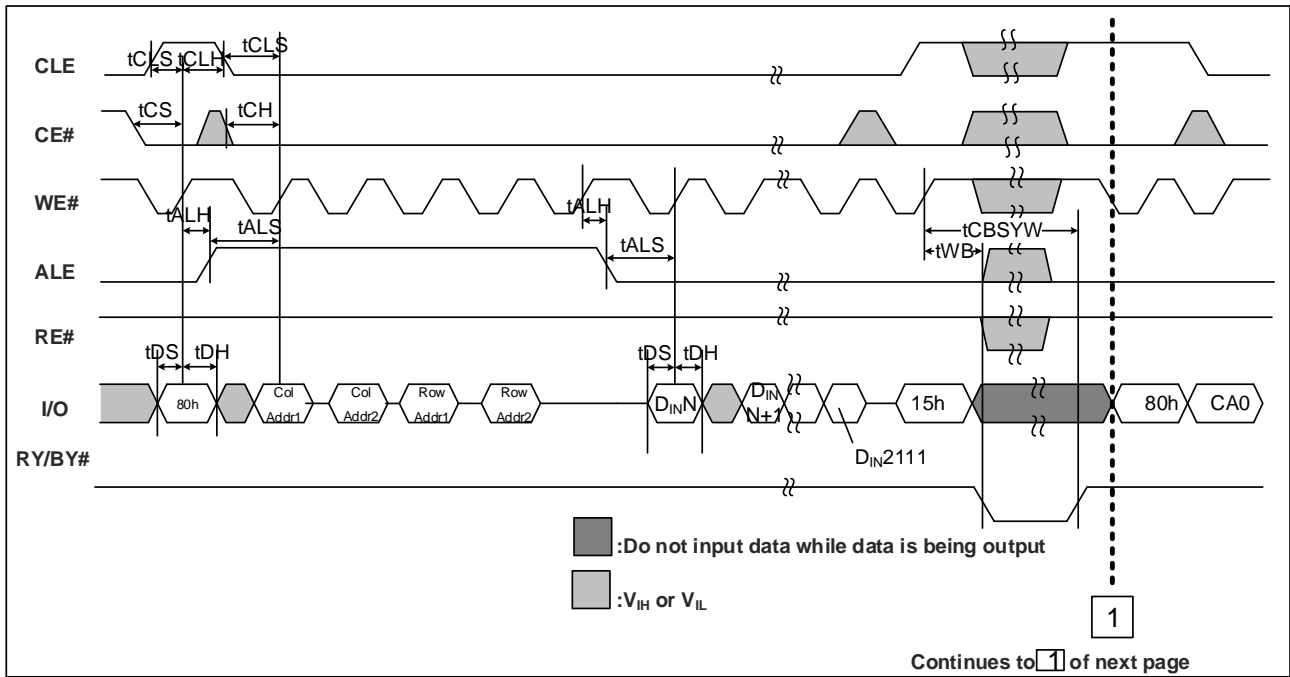 tCLS
tCLS tCLH
CLE
tCS
tCH
CE#
WE#
tALH
tALH
tALS
tALS
tCBSYW
tWB
ALE
RE#
tDS
tDH
tDS
tDH
I/O
80h
Col
Addr1
Col
Addr2
Row
Addr1
Row
Addr2
DINN
DIN
N+1
15h
80h
CA0
DIN2111
RY/BY#
:Do not input data while data is being output
:VIH or VIL
1
Continues to 1 of next page